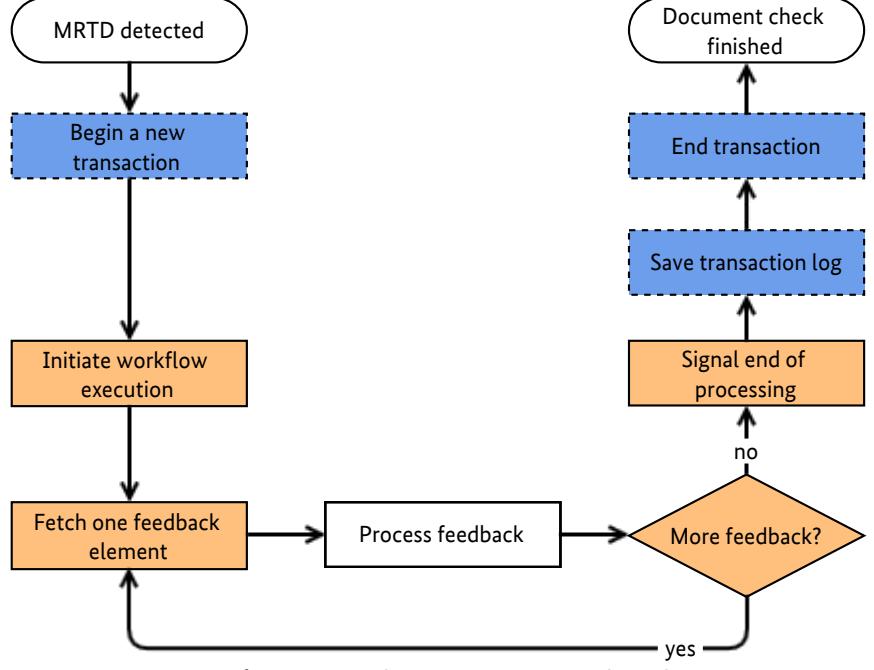 MRTD detected
Begin a new
transaction
Initiate workflow
execution
Fetch one feedback
element
Process feedback
More feedback?
yes
no
Signal end of
processing
Save transaction log
End transaction
Document check
finished